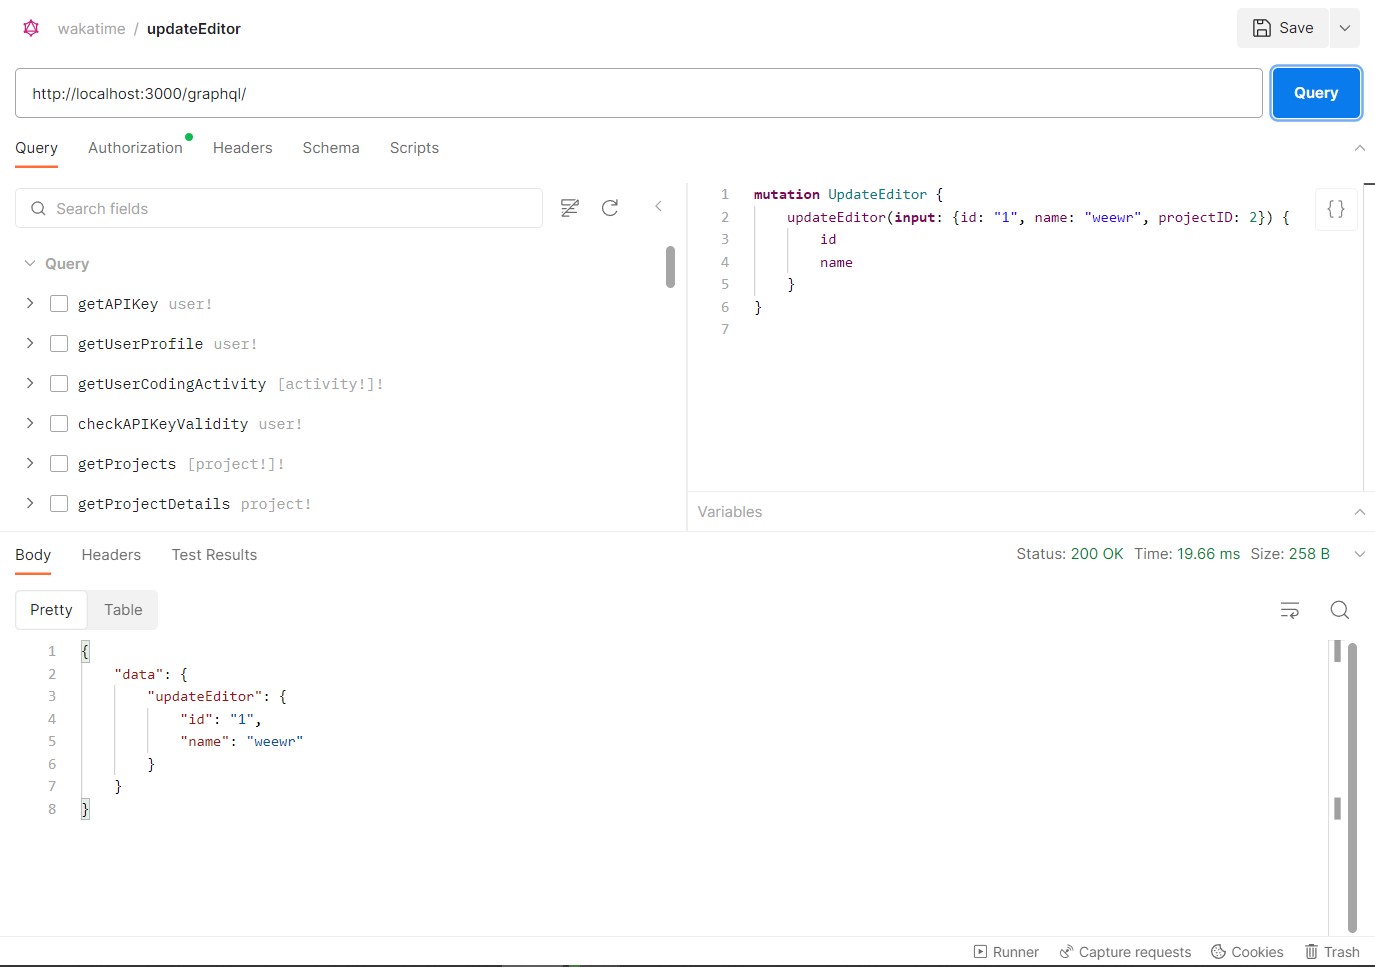 wakatime / updateEditor
Save
http://localhost:3000/graphql/
Query
Query Authorization Headers Schema Scripts
Search fields
Query
getAPIKey user!
getUserProfile user!
getUserCodingActivity [activity!]!
checkAPIKeyValidity user!
getProjects [project!]!
getProjectDetails project!
1 mutation UpdateEditor {
2 updateEditor(input: {id: "1", name: "weewr", projectID: 2}) {
3 id
4 name
5 }
6 }
7
{}
Variables
Body Headers Test Results
Status: 200 OK Time: 19.66 ms Size: 258 B
Pretty Table
1 {
2 "data": {
3 "updateEditor": {
4 "id": "1",
5 "name": "weewr"
6 }
7 }
8 }
Runner Capture requests Cookies Trash